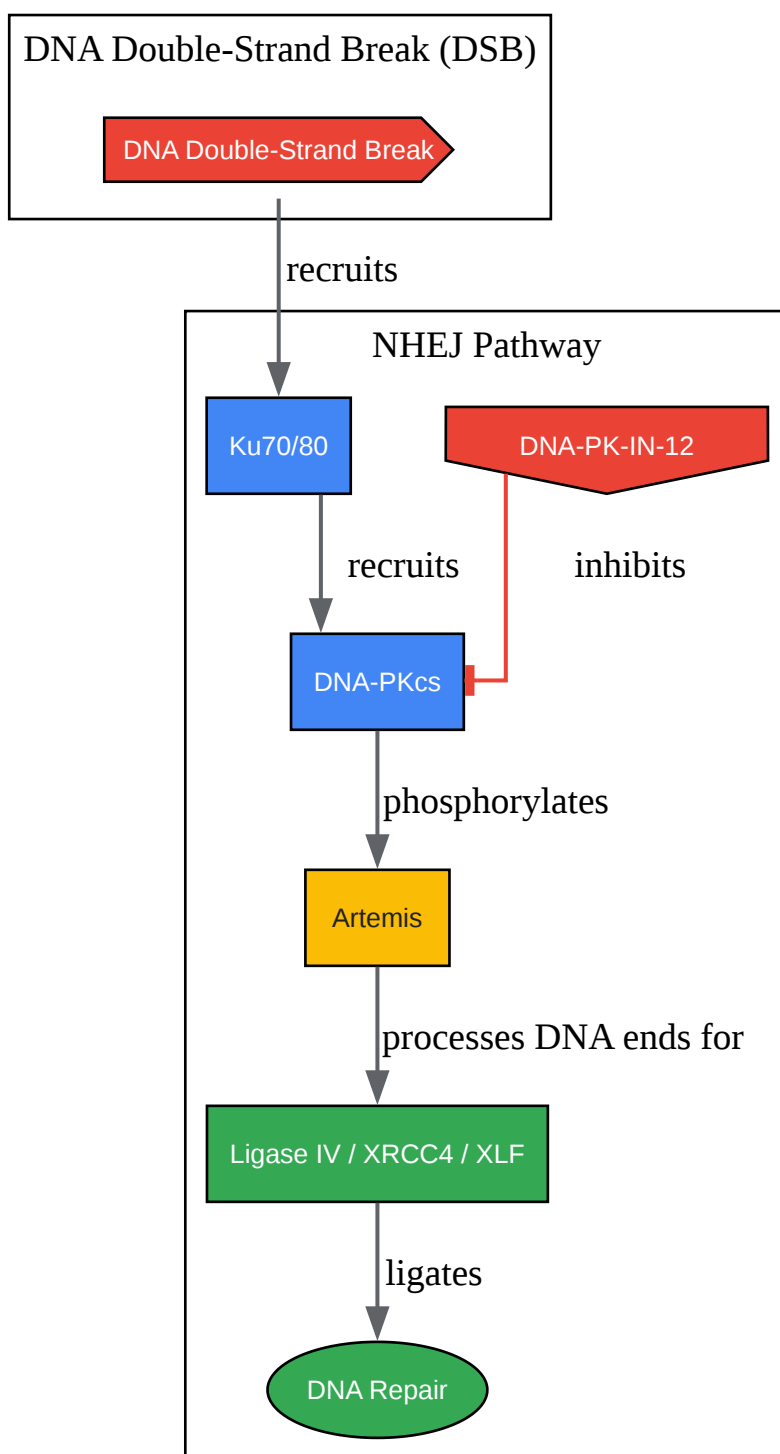 DNA Double-Strand Break (DSB)
DNA Double-Strand Break
recruits
NHEJ Pathway
Ku70/80
DNA-PK-IN-12
recruits
inhibits
DNA-PKcs
phosphorylates
Artemis
processes DNA ends for
Ligase IV / XRCC4 / XLF
ligates
DNA Repair